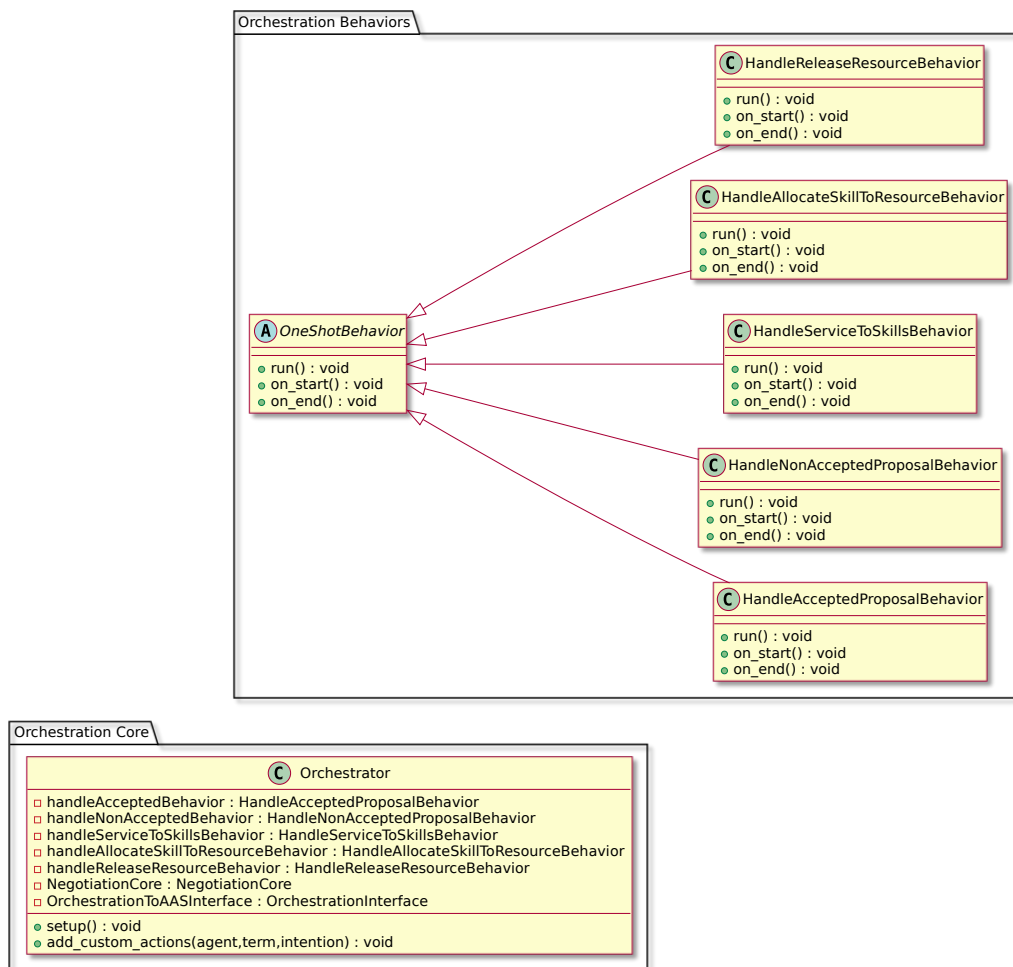 Orchestration Behaviors
C HandleReleaseResourceBehavior
run() : void
on_start() : void
on_end() : void
C HandleAllocateSkillToResourceBehavior
run() : void
on_start() : void
on_end() : void
A OneShotBehavior
run() : void
on_start() : void
on_end() : void
C HandleServiceToSkillsBehavior
run() : void
on_start() : void
on_end() : void
C HandleNonAcceptedProposalBehavior
run() : void
on_start() : void
on_end() : void
C HandleAcceptedProposalBehavior
run() : void
on_start() : void
on_end() : void
Orchestration Core
C Orchestrator
handleAcceptedBehavior : HandleAcceptedProposalBehavior
handleNonAcceptedBehavior : HandleNonAcceptedProposalBehavior
handleServiceToSkillsBehavior : HandleServiceToSkillsBehavior
handleAllocateSkillToResourceBehavior : HandleAllocateSkillToResourceBehavior
handleReleaseResourceBehavior : HandleReleaseResourceBehavior
NegotiationCore : NegotiationCore
OrchestrationToAASInterface : OrchestrationInterface
setup() : void
add_custom_actions(agent,term,intention) : void